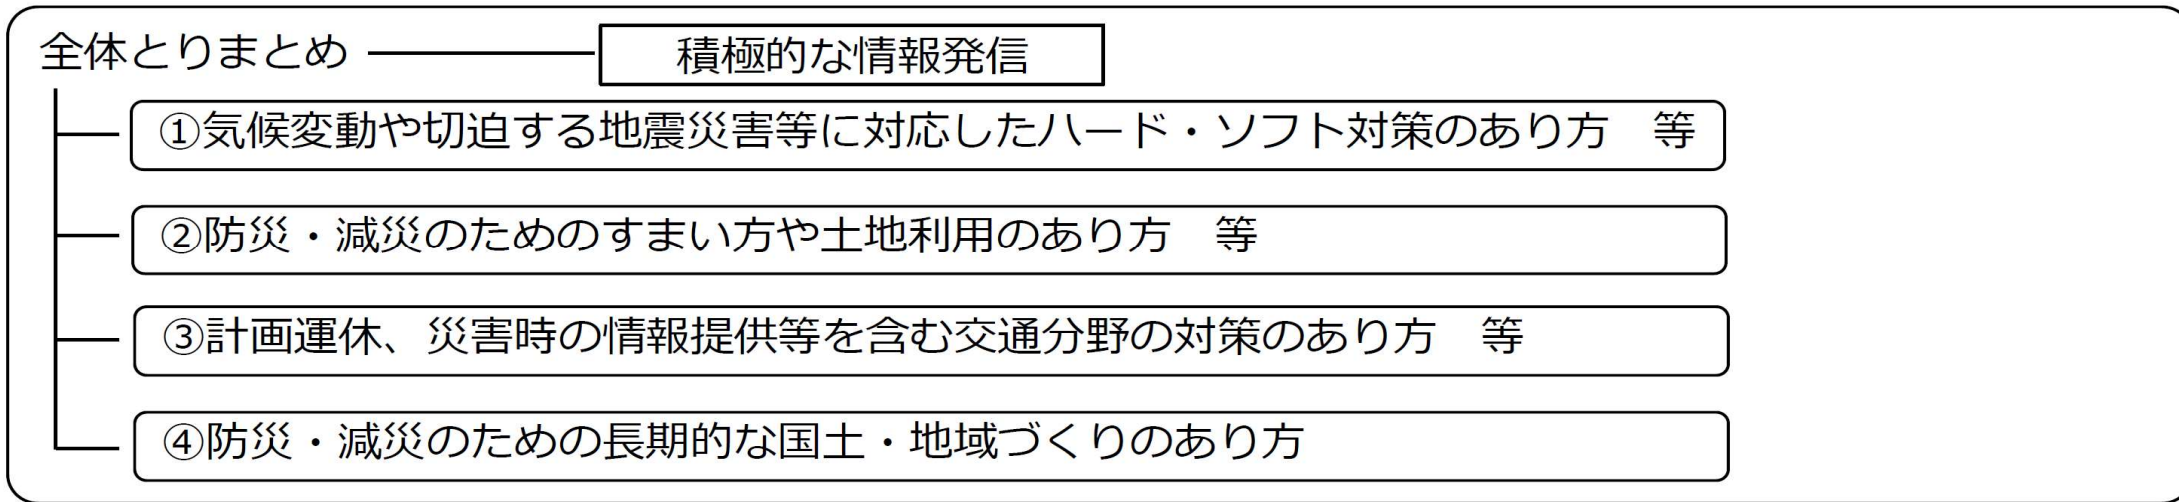 全体とりまとめ
積極的な情報発信
①気候変動や切迫する地震災害等に対応したハード・ソフト対策のあり方　等
②防災・減災のためのすまい方や土地利用のあり方　等
③計画運休、災害時の情報提供等を含む交通分野の対策のあり方　等
④防災・減災のための長期的な国土・地域づくりのあり方